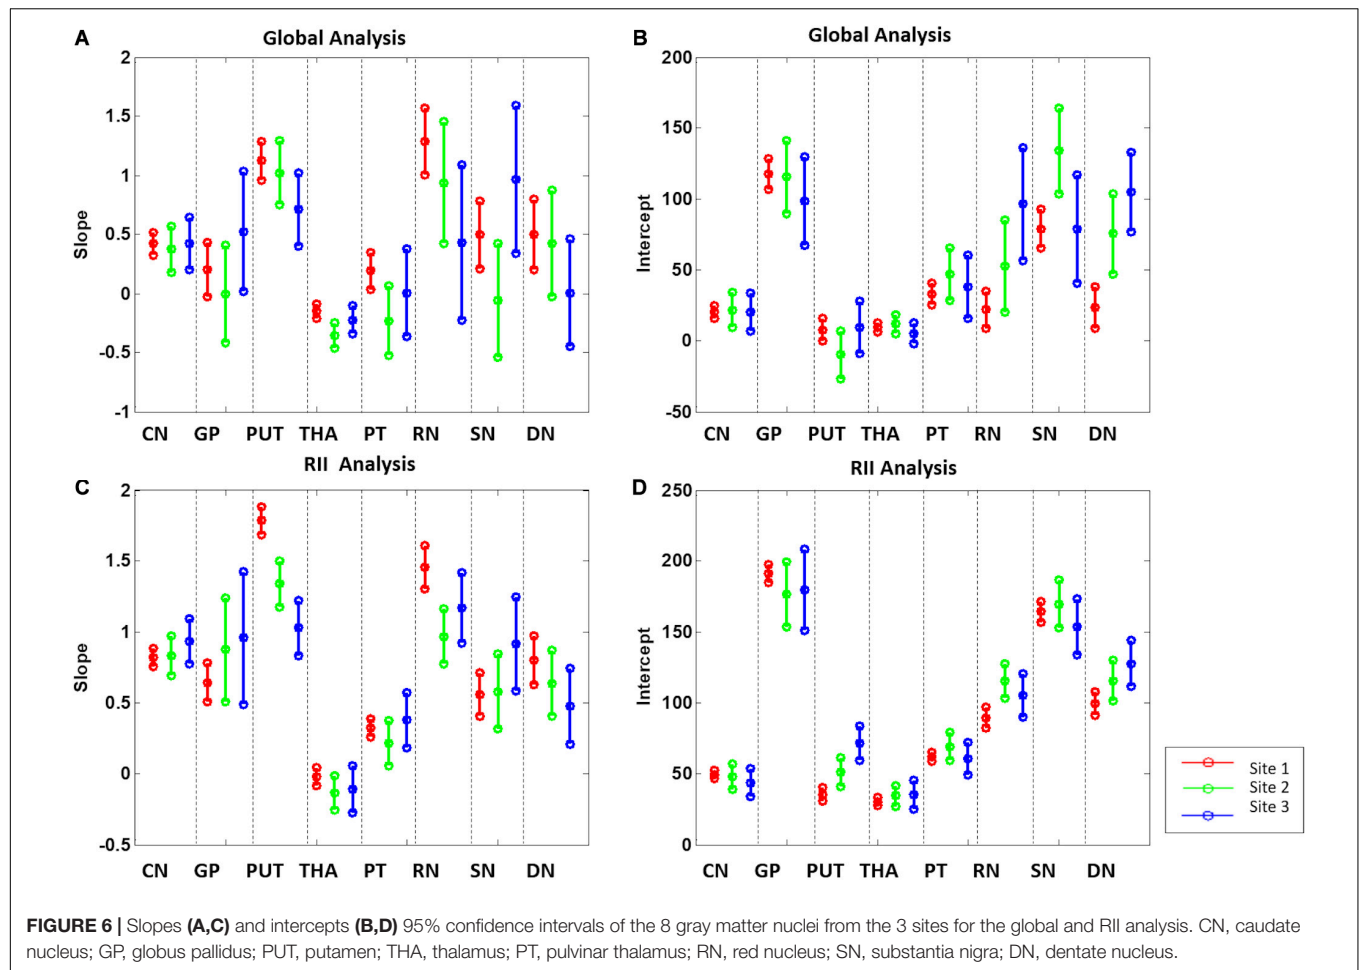 A
Global Analysis
2
1.5
1
0.5
0
-0.5
-1
Slope
CN GP PUT THA PT RN SN DN
B
Global Analysis
200
150
100
50
0
-50
Intercept
CN GP PUT THA PT RN SN DN
C
RII Analysis
2
1.5
1
0.5
0
-0.5
Slope
CN GP PUT THA PT RN SN DN
D
RII Analysis
250
200
150
100
50
0
Intercept
CN GP PUT THA PT RN SN DN
Site 1
Site 2
Site 3
FIGURE 6 | Slopes (A,C) and intercepts (B,D) 95% confidence intervals of the 8 gray matter nuclei from the 3 sites for the global and RII analysis. CN, caudate
nucleus; GP, globus pallidus; PUT, putamen; THA, thalamus; PT, pulvinar thalamus; RN, red nucleus; SN, substantia nigra; DN, dentate nucleus.